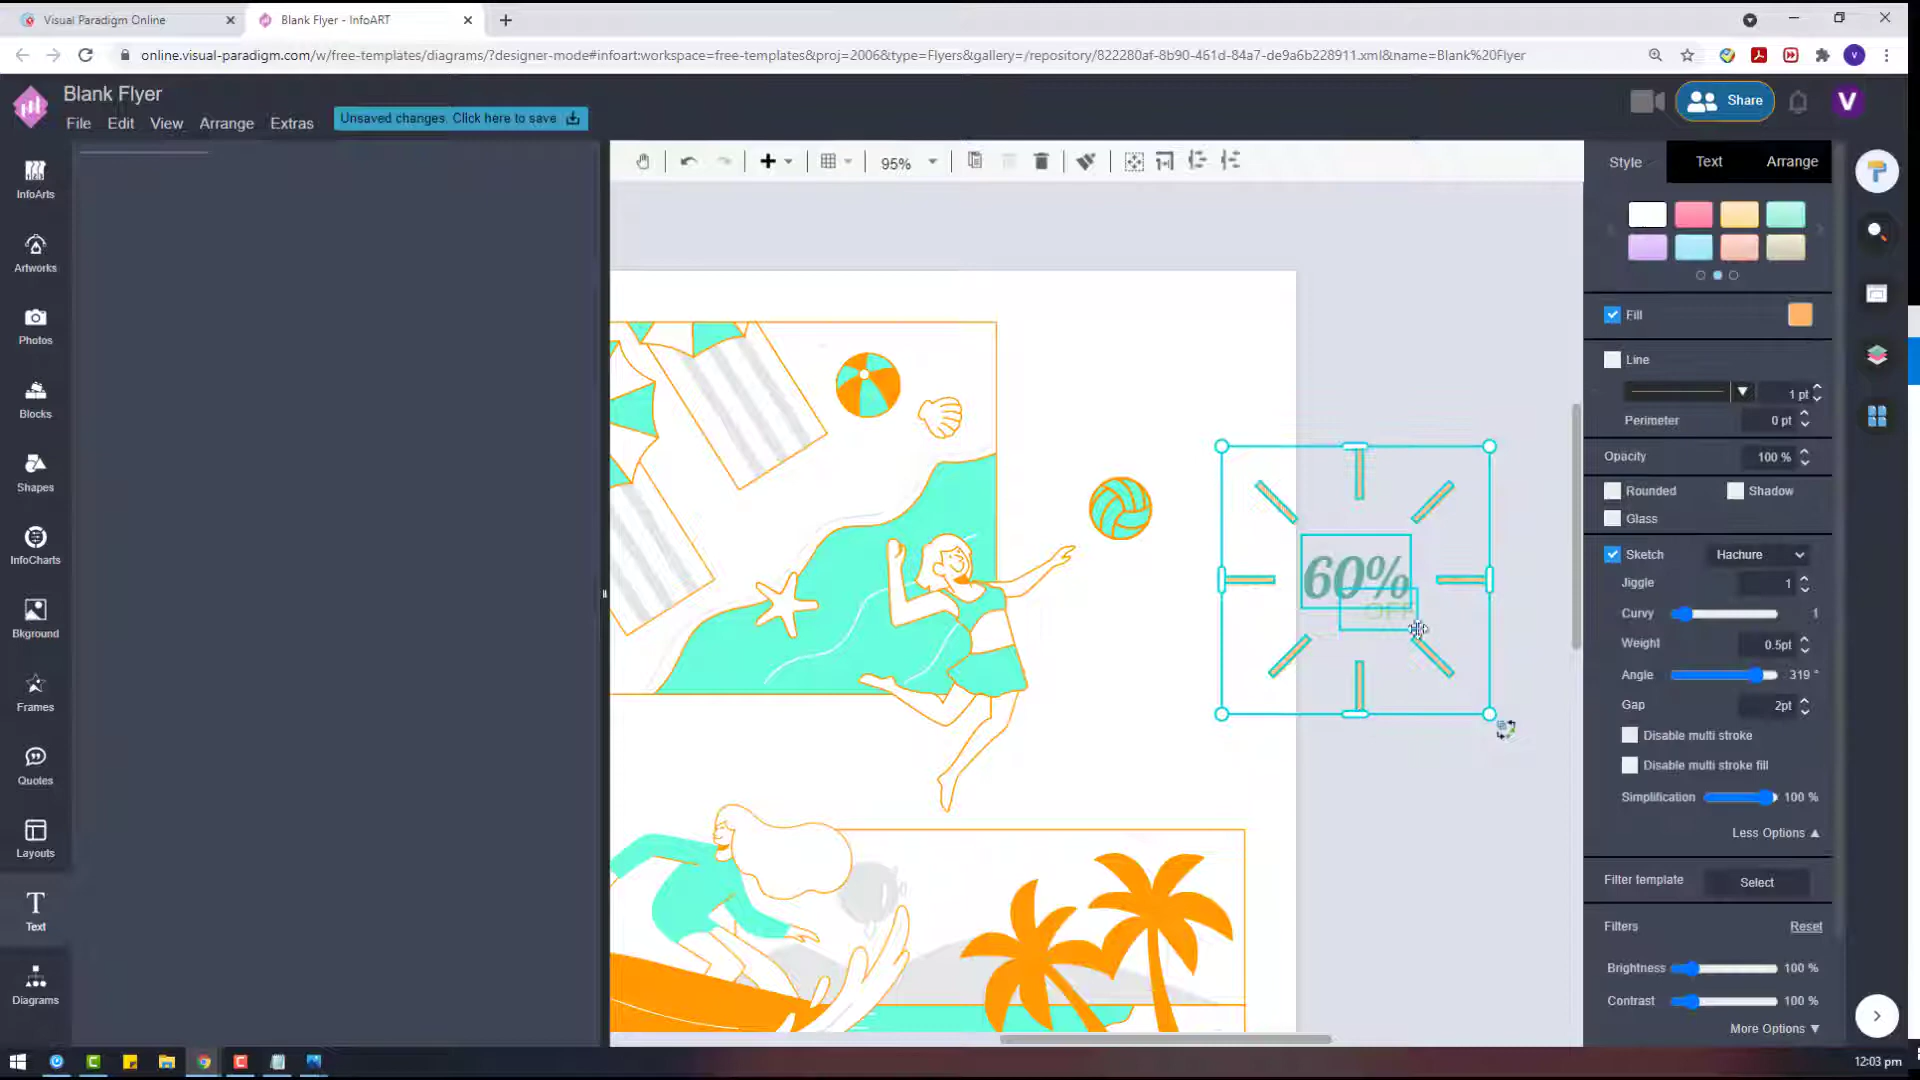 Visual Paradigm Online
Blank Flyer - InfoART
online.visual-paradigm.com/w/free-templates/diagrams/?designer-mode#infoart:workspace=free-templates&proj=2006&type=Flyers&gallery=/repository/822280af-8b90-461d-84a7-de9a6b228911.xml&name=Blank%20Flyer
Blank Flyer
File Edit View Arrange Extras
Unsaved changes. Click here to save
Share
V
InfoArts
Artworks
Photos
Blocks
Shapes
InfoCharts
Bkground
Frames
Quotes
Layouts
Text
Diagrams
95%
60%
OFF
Style Text Arrange
Fill
Line
1 pt
Perimeter 0 pt
Opacity 100 %
Rounded Shadow
Glass
Sketch Hachure
Jiggle 1
Curvy 1
Weight 0.5pt
Angle 319 °
Gap 2pt
Disable multi stroke
Disable multi stroke fill
Simplification 100 %
Less Options
Filter template Select
Filters Reset
Brightness 100 %
Contrast 100 %
More Options
12:03 pm